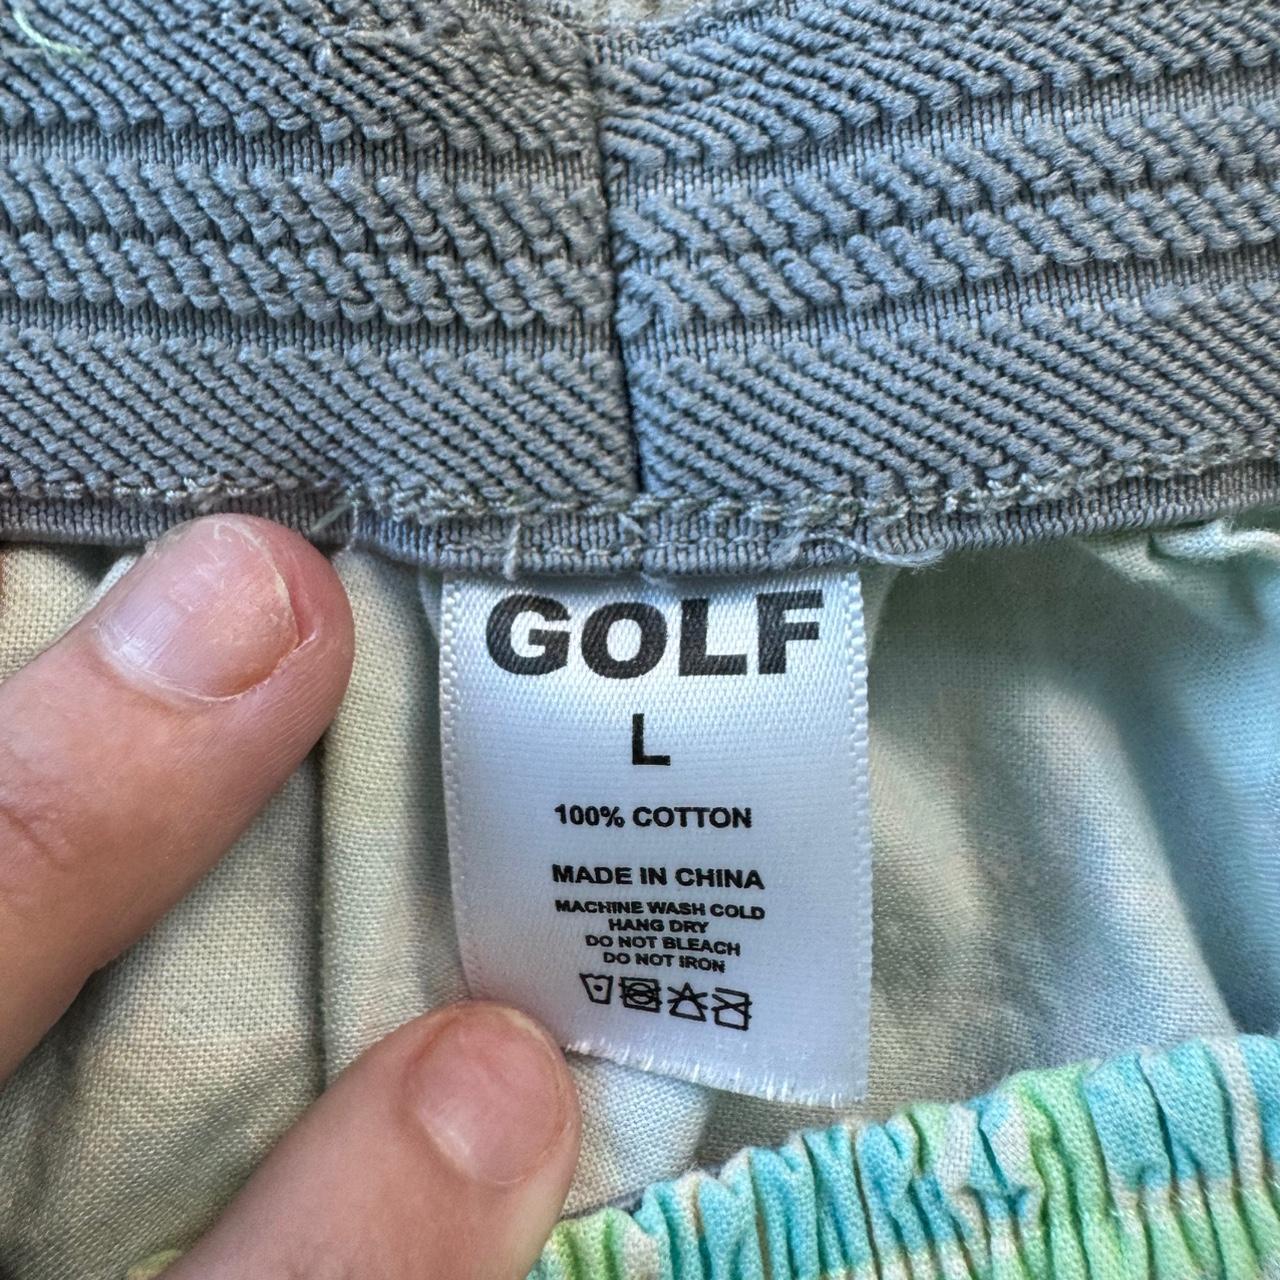 GOLF
L
100% COTTON
MADE IN CHINA
MACHINE WASH COLD
HANG DRY
DO NOT BLEACH
DO NOT IRON